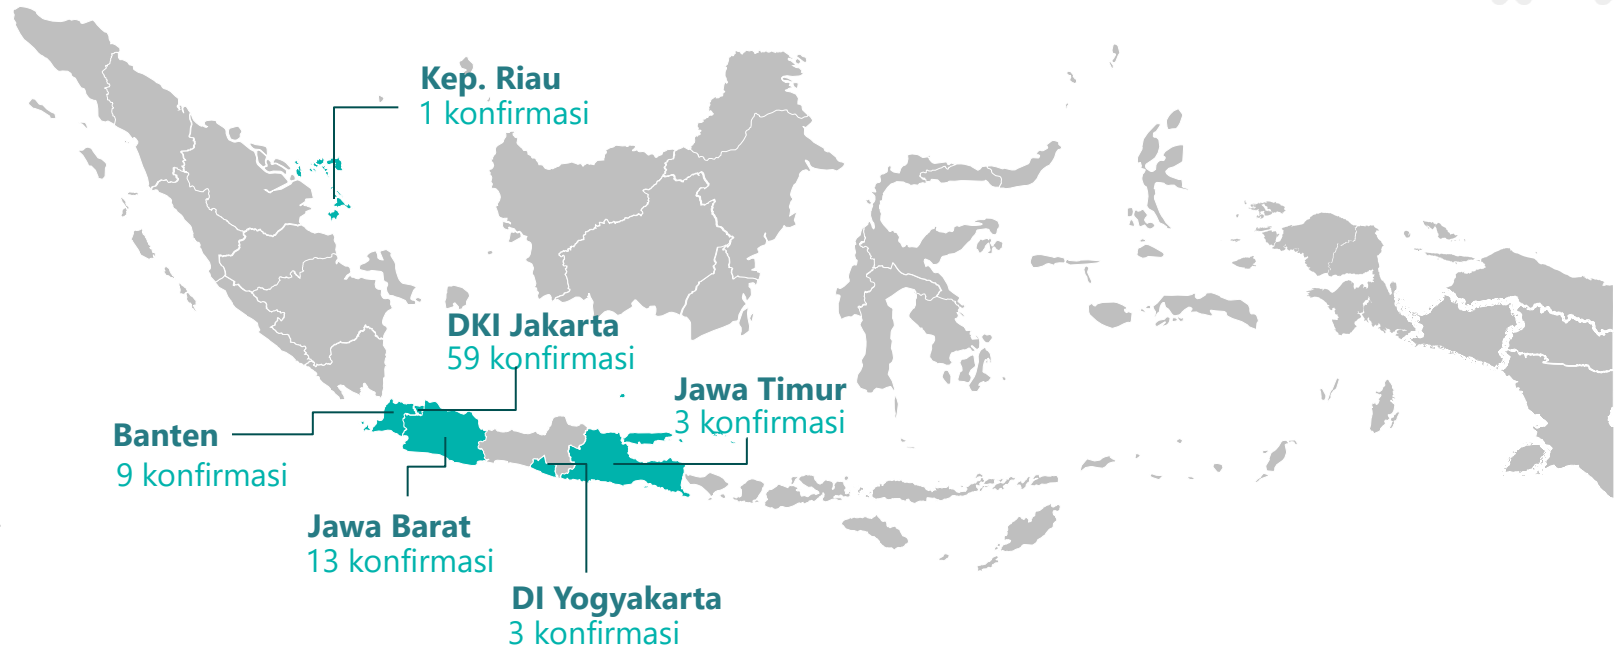 Kep. Riau
1 konfirmasi
DKI Jakarta
59 konfirmasi
Jawa Timur
3 konfirmasi
Banten
9 konfirmasi
Jawa Barat
13 konfirmasi
DI Yogyakarta
3 konfirmasi